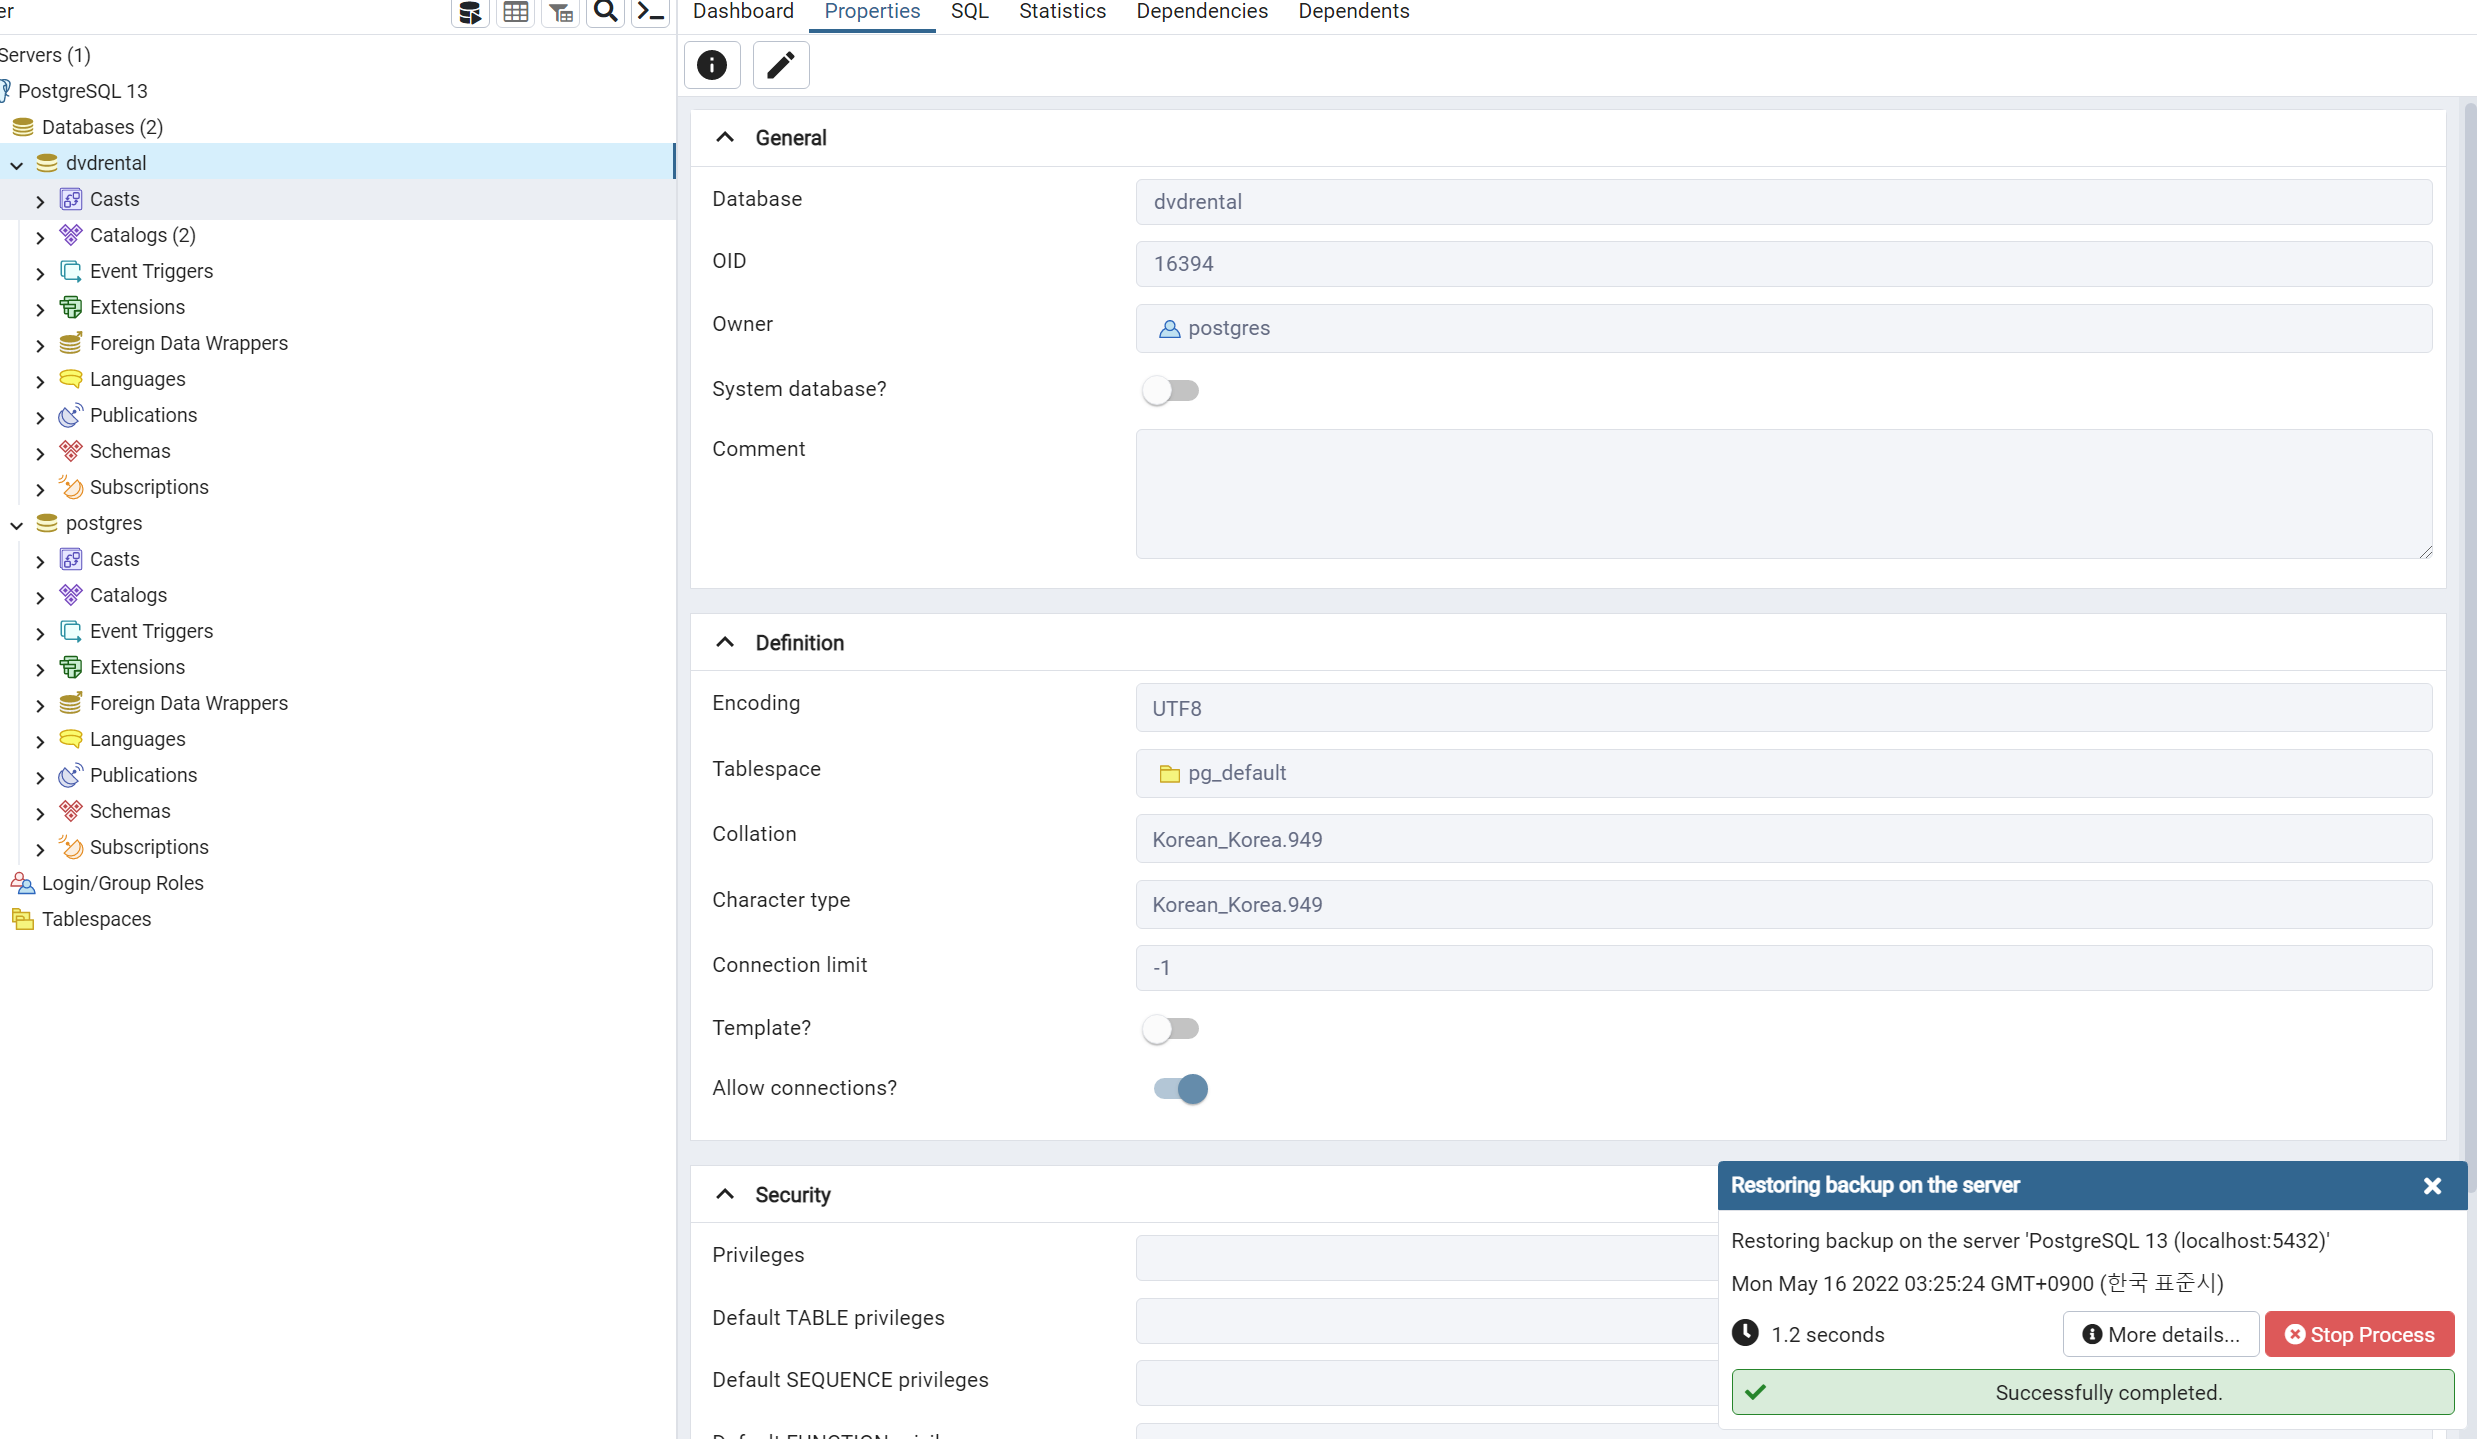 er
Servers (1)
PostgreSQL 13
Databases (2)
dvdrental
Casts
Catalogs (2)
Event Triggers
Extensions
Foreign Data Wrappers
Languages
Publications
Schemas
Subscriptions
postgres
Casts
Catalogs
Event Triggers
Extensions
Foreign Data Wrappers
Languages
Publications
Schemas
Subscriptions
Login/Group Roles
Tablespaces
Dashboard Properties SQL Statistics Dependencies Dependents
General
Database dvdrental
OID 16394
Owner postgres
System database?
Comment
Definition
Encoding UTF8
Tablespace pg_default
Collation Korean_Korea.949
Character type Korean_Korea.949
Connection limit -1
Template?
Allow connections?
Security
Privileges
Default TABLE privileges
Default SEQUENCE privileges
Restoring backup on the server
Restoring backup on the server 'PostgreSQL 13 (localhost:5432)'
Mon May 16 2022 03:25:24 GMT+0900 (한국 표준시)
1.2 seconds More details... Stop Process
Successfully completed.